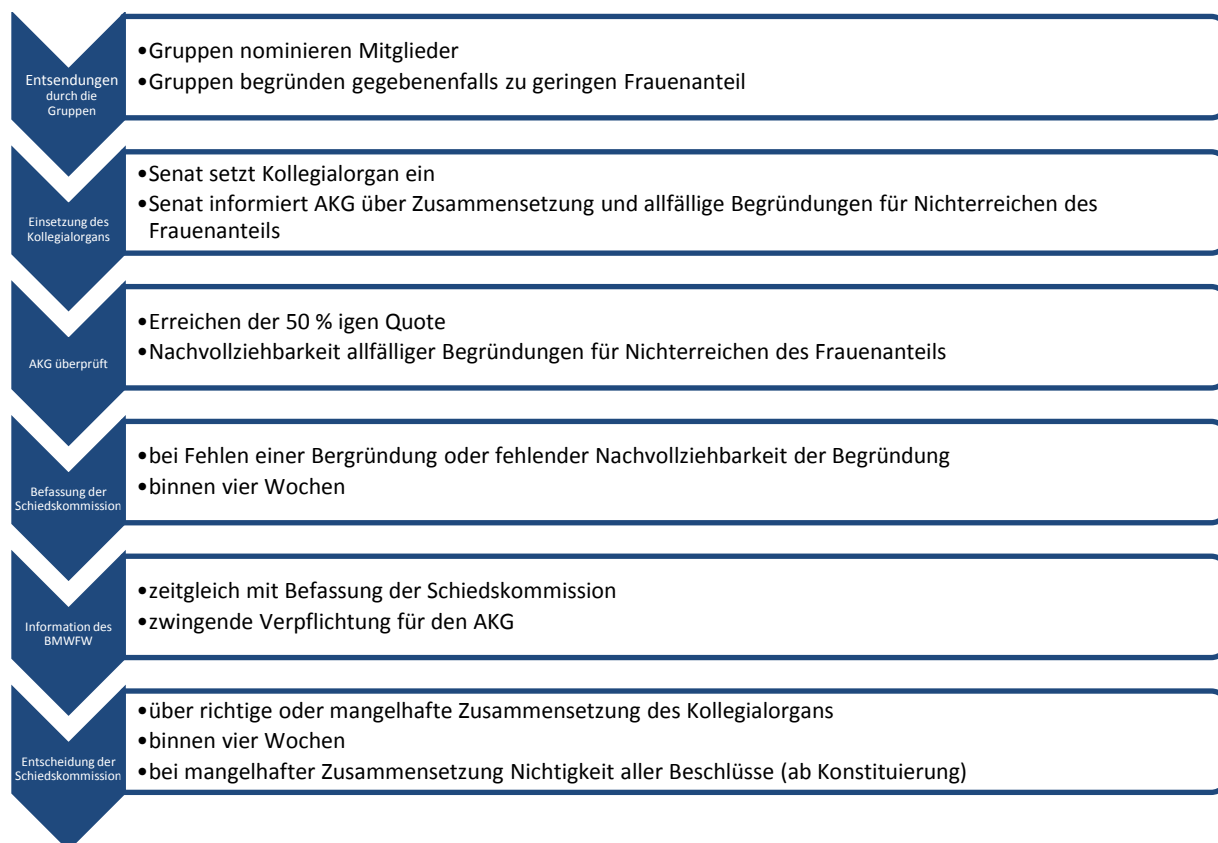 Entsendungen
durch die
Gruppen
•Gruppen nominieren Mitglieder
•Gruppen begründen gegebenenfalls zu geringen Frauenanteil
Einsetzung des
Kollegialorgans
•Senat setzt Kollegialorgan ein
•Senat informiert AKG über Zusammensetzung und allfällige Begründungen für Nichterreichen des
Frauenanteils
AKG überprüft
•Erreichen der 50 % igen Quote
•Nachvollziehbarkeit allfälliger Begründungen für Nichterreichen des Frauenanteils
Befassung der
Schiedskommission
•bei Fehlen einer Bergründung oder fehlender Nachvollziehbarkeit der Begründung
•binnen vier Wochen
Information des
BMWFW
•zeitgleich mit Befassung der Schiedskommission
•zwingende Verpflichtung für den AKG
Entscheidung der
Schiedskommission
•über richtige oder mangelhafte Zusammensetzung des Kollegialorgans
•binnen vier Wochen
•bei mangelhafter Zusammensetzung Nichtigkeit aller Beschlüsse (ab Konstituierung)